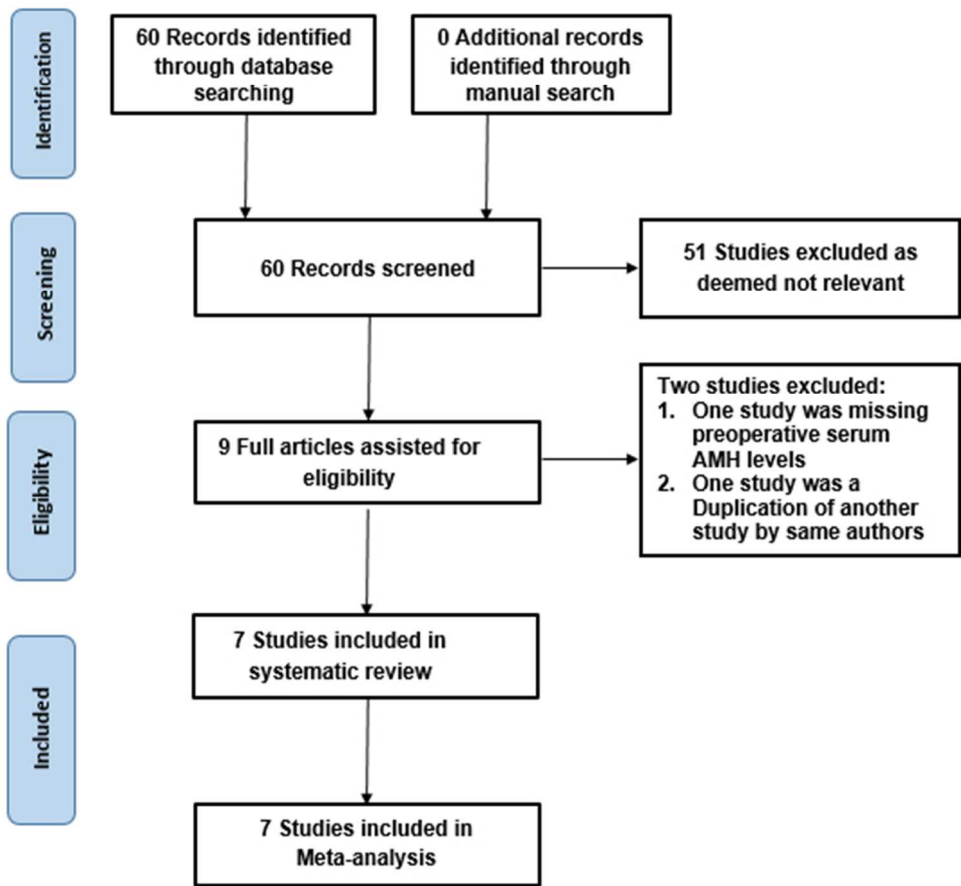 Identification
60 Records identified
through database
searching
0 Additional records
identified through
manual search
Screening
60 Records screened
51 Studies excluded as
deemed not relevant
Eligibility
9 Full articles assisted for
eligibility
Two studies excluded:
1. One study was missing
preoperative serum
AMH levels
2. One study was a
Duplication of another
study by same authors
Included
7 Studies included in
systematic review
7 Studies included in
Meta-analysis